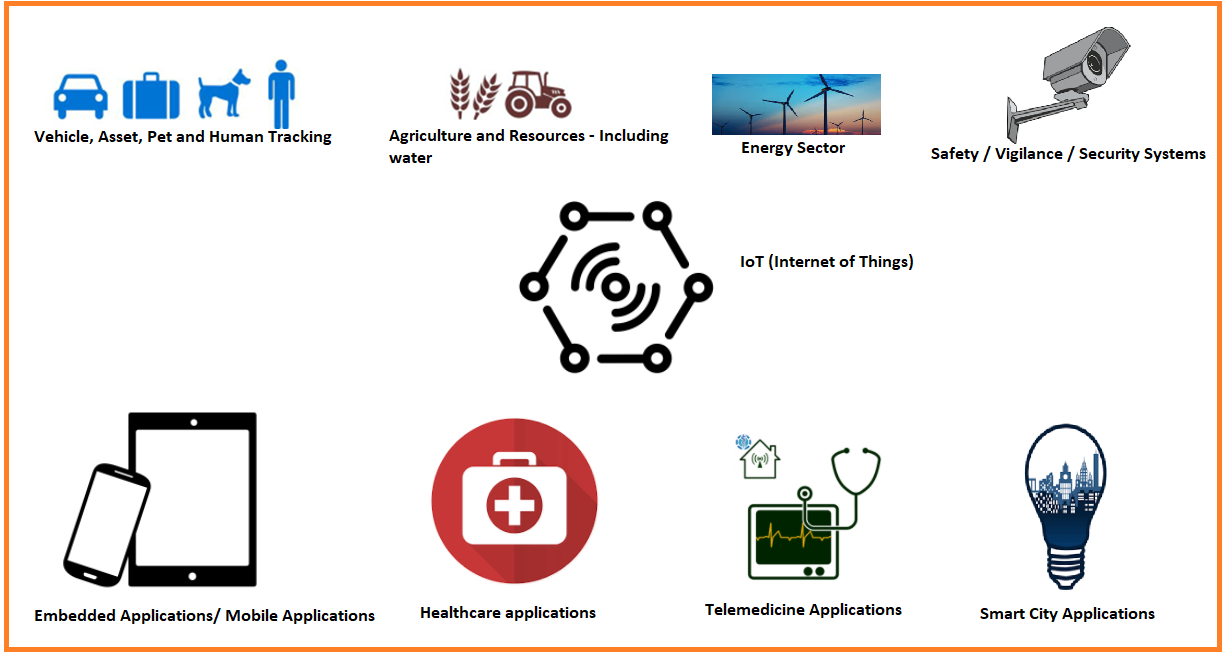 Vehicle, Asset, Pet and Human Tracking
Agriculture and Resources - Including
water
Energy Sector
Safety / Vigilance / Security Systems
IoT (Internet of Things)
Embedded Applications/ Mobile Applications
Healthcare applications
Telemedicine Applications
Smart City Applications